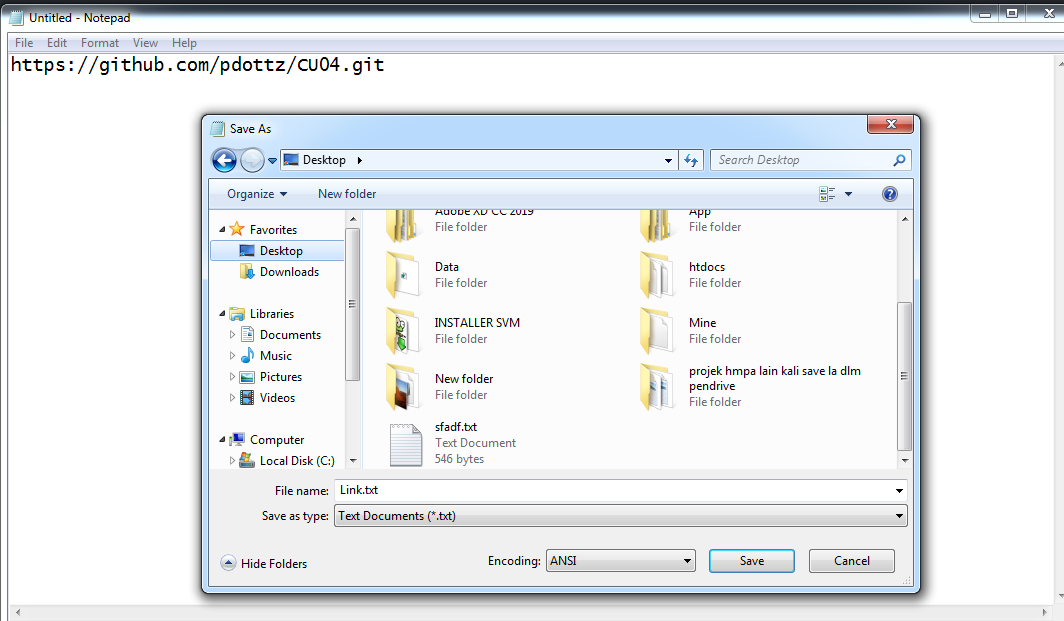 Untitled - Notepad
File Edit Format View Help
https://github.com/pdottz/CU04.git
Save As
Desktop
Search Desktop
Organize New folder
Favorites
Desktop
Downloads
Libraries
Documents
Music
Pictures
Videos
Computer
Local Disk (C:)
Adobe XD CC 2019
File folder
App
File folder
Data
File folder
htdocs
File folder
INSTALLER SVM
File folder
Mine
File folder
New folder
File folder
projek hmpa lain kali save la dlm
pendrive
File folder
sfadf.txt
Text Document
546 bytes
File name: Link.txt
Save as type: Text Documents (*.txt)
Hide Folders
Encoding: ANSI
Save
Cancel